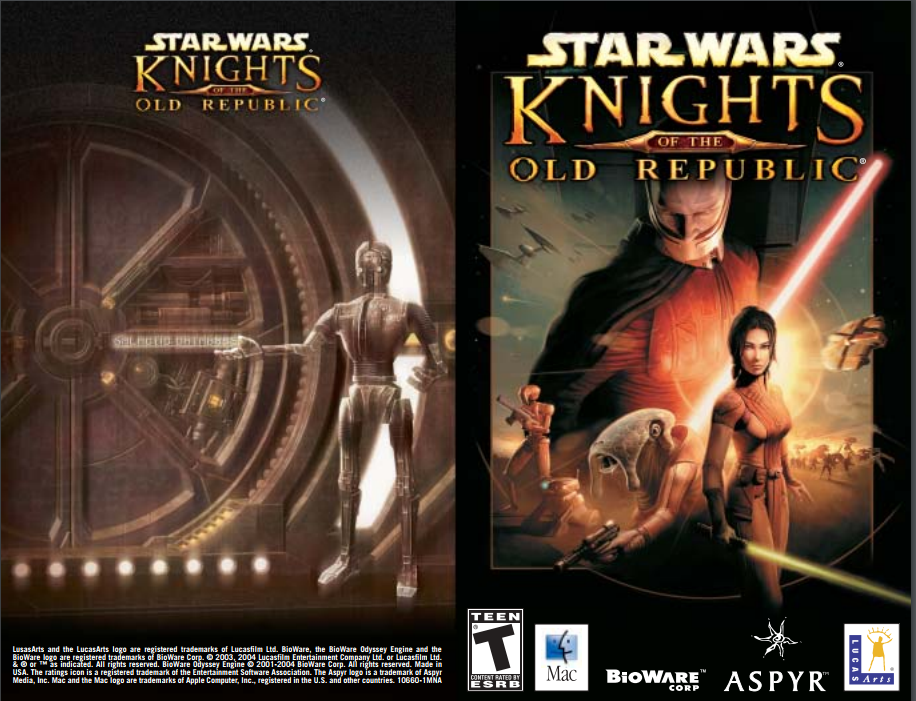 STAR WARS
KNIGHTS
OF THE
OLD REPUBLIC®
LusasArts and the LucasArts logo are registered trademarks of Lucasfilm Ltd. BioWare, the BioWare Odyssey Engine and the
BioWare logo are registered trademarks of BioWare Corp. © 2003, 2004 Lucasfilm Entertainment Company Ltd. or Lucasfilm Ltd.
& ® or ™ as indicated. All rights reserved. BioWare Odyssey Engine © 2001-2004 BioWare Corp. All rights reserved. Made in
USA. The ratings icon is a registered trademark of the Entertainment Software Association. The Aspyr logo is a trademark of Aspyr
Media, Inc. Mac and the Mac logo are trademarks of Apple Computer, Inc., registered in the U.S. and other countries. 10660-1MNA
STAR WARS®
KNIGHTS
OF THE
OLD REPUBLIC®
TEEN
T®
CONTENT RATED BY
ESRB
Mac
BIOWARE™
CORP
ASPYR™
LUCAS
Arts